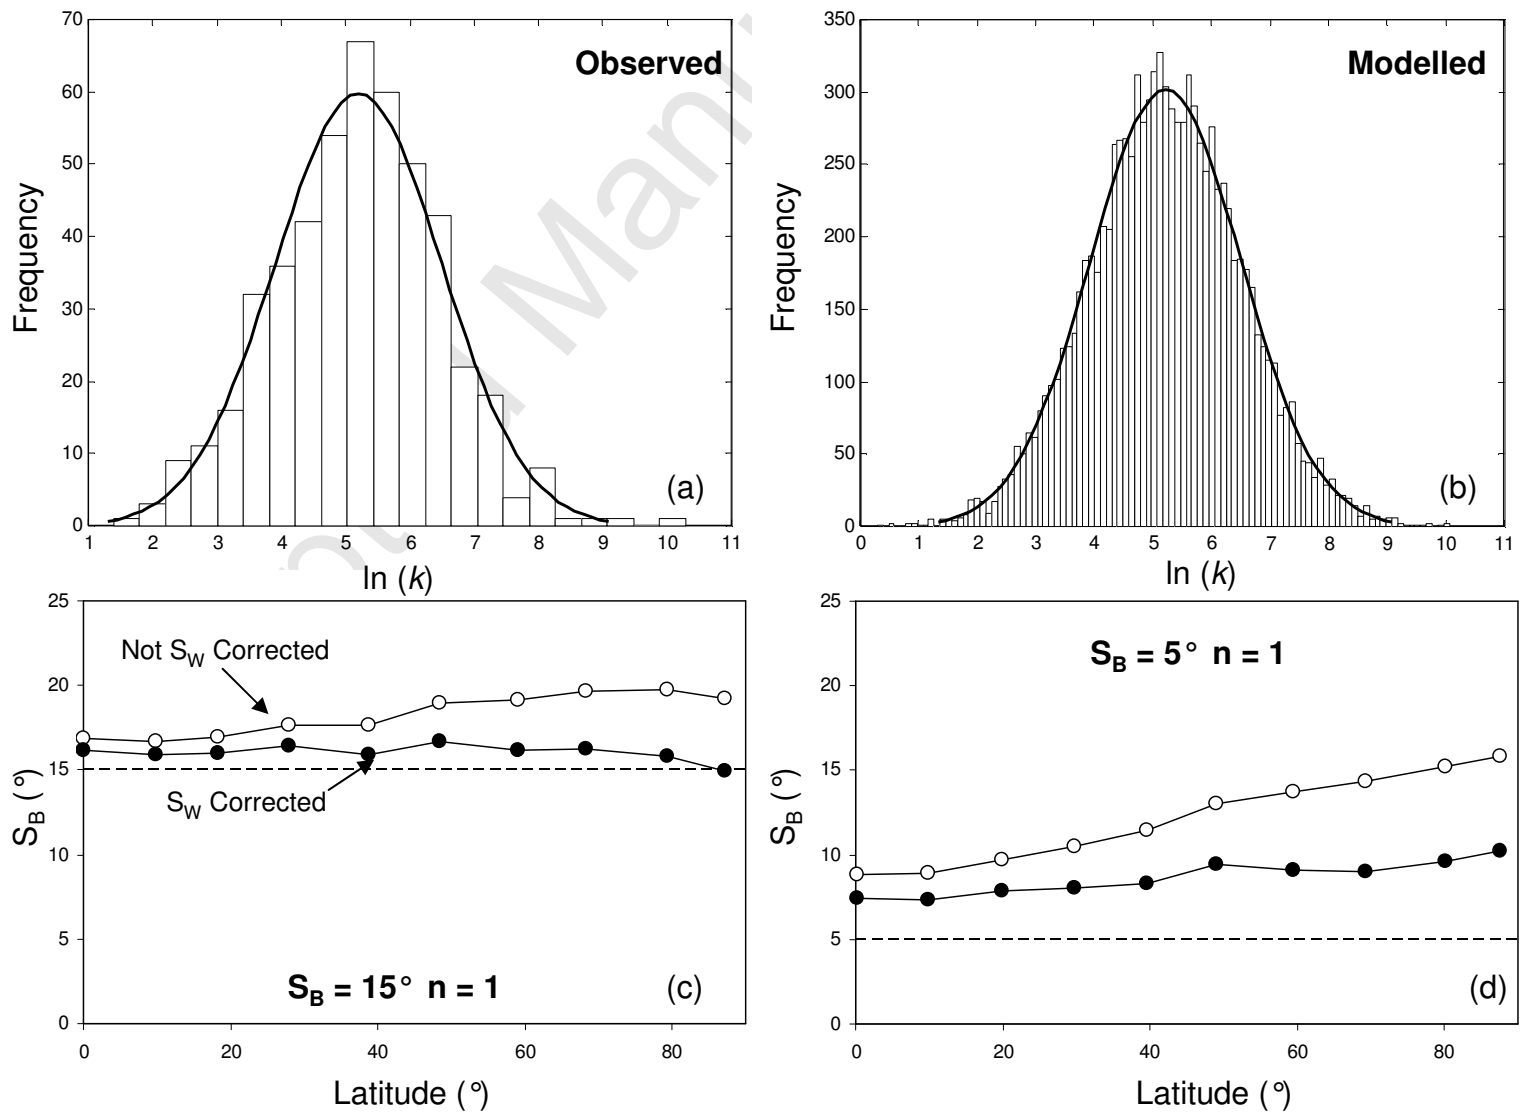 Observed
Frequency
70
60
50
40
30
20
10
0
(a)
1 2 3 4 5 6 7 8 9 10 11
ln (k)
Modelled
Frequency
350
300
250
200
150
100
50
0
(b)
0 1 2 3 4 5 6 7 8 9 10 11
ln (k)
25
20
15
10
5
0
S_B (°)
Not S_W Corrected
S_W Corrected
S_B = 15° n = 1
(c)
0 20 40 60 80
Latitude (°)
25
20
15
10
5
0
S_B (°)
S_B = 5° n = 1
(d)
0 20 40 60 80
Latitude (°)